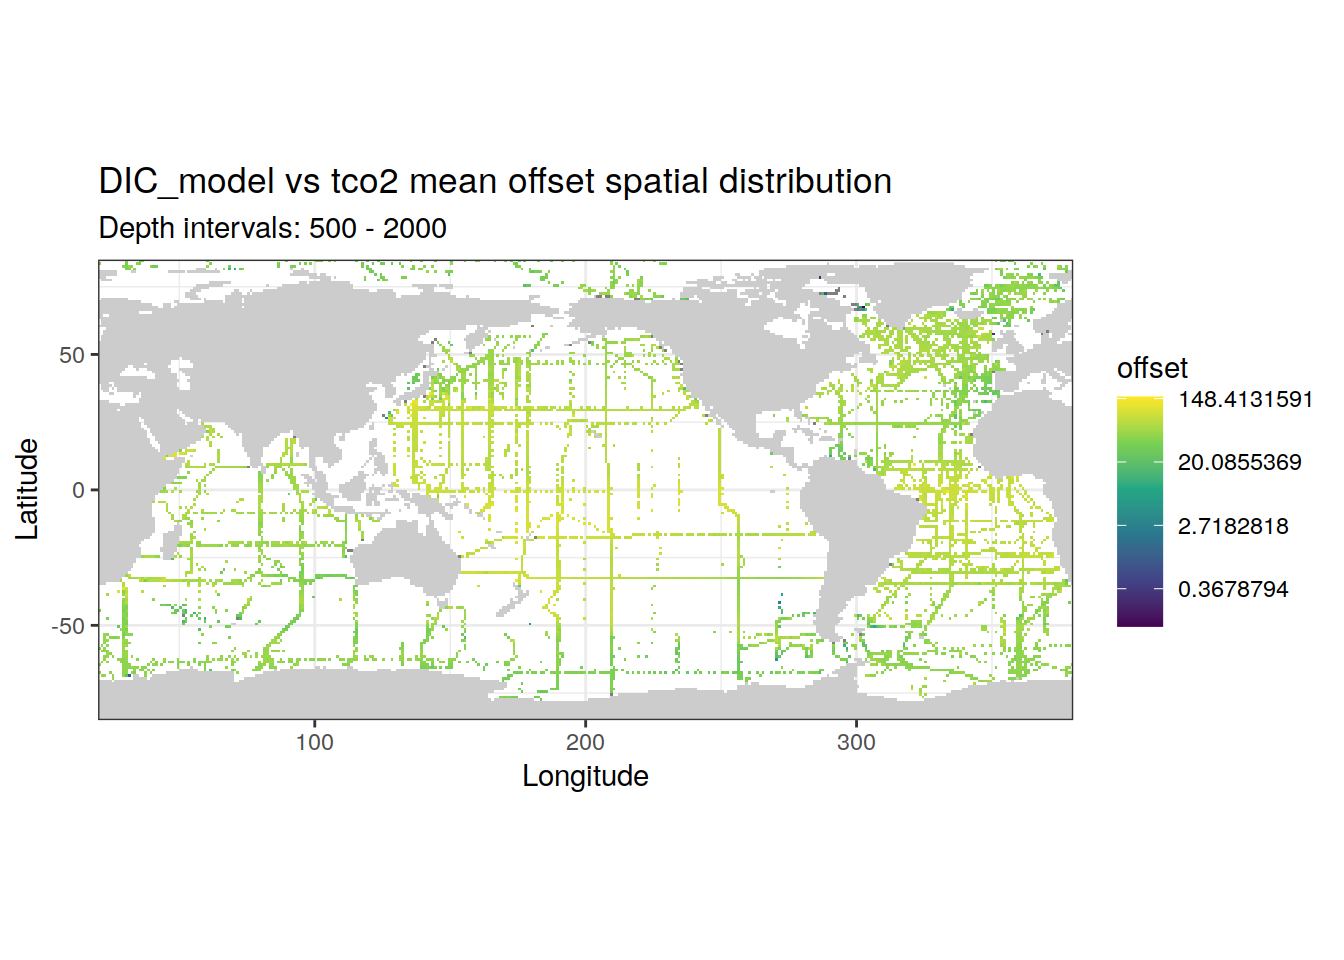 DIC_model vs tco2 mean offset spatial distribution
Depth intervals: 500 - 2000
offset
148.4131591
20.0855369
2.7182818
0.3678794
Latitude
50
0
-50
100
200
300
Longitude